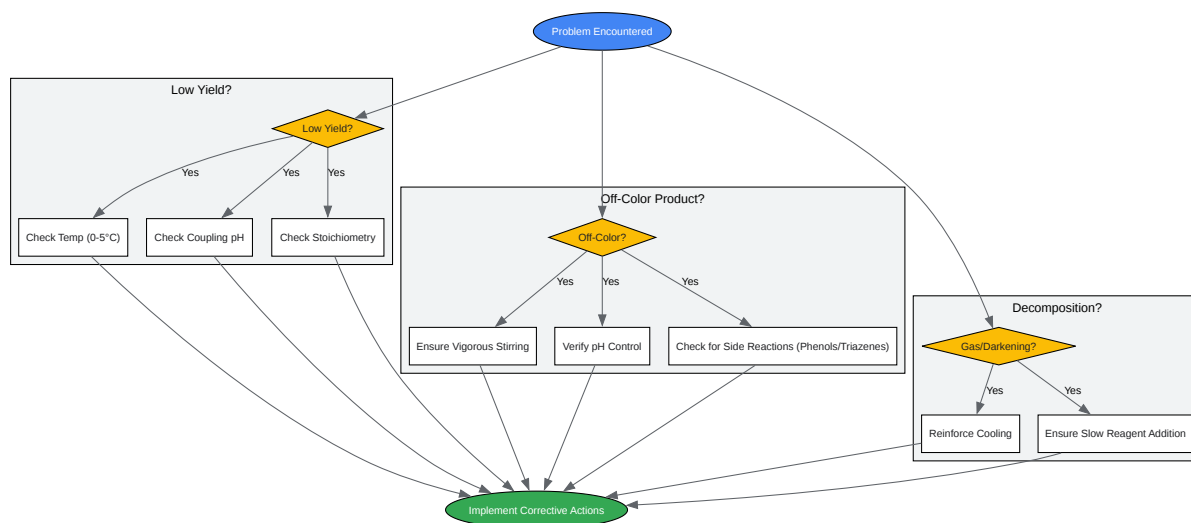 Problem Encountered
Low Yield?
Low Yield?
Yes
Yes
Yes
Check Temp (0-5°C)
Check Coupling pH
Check Stoichiometry
Off-Color Product?
Off-Color?
Yes
Yes
Yes
Ensure Vigorous Stirring
Verify pH Control
Check for Side Reactions (Phenols/Triazenes)
Decomposition?
Gas/Darkening?
Yes
Yes
Reinforce Cooling
Ensure Slow Reagent Addition
Implement Corrective Actions